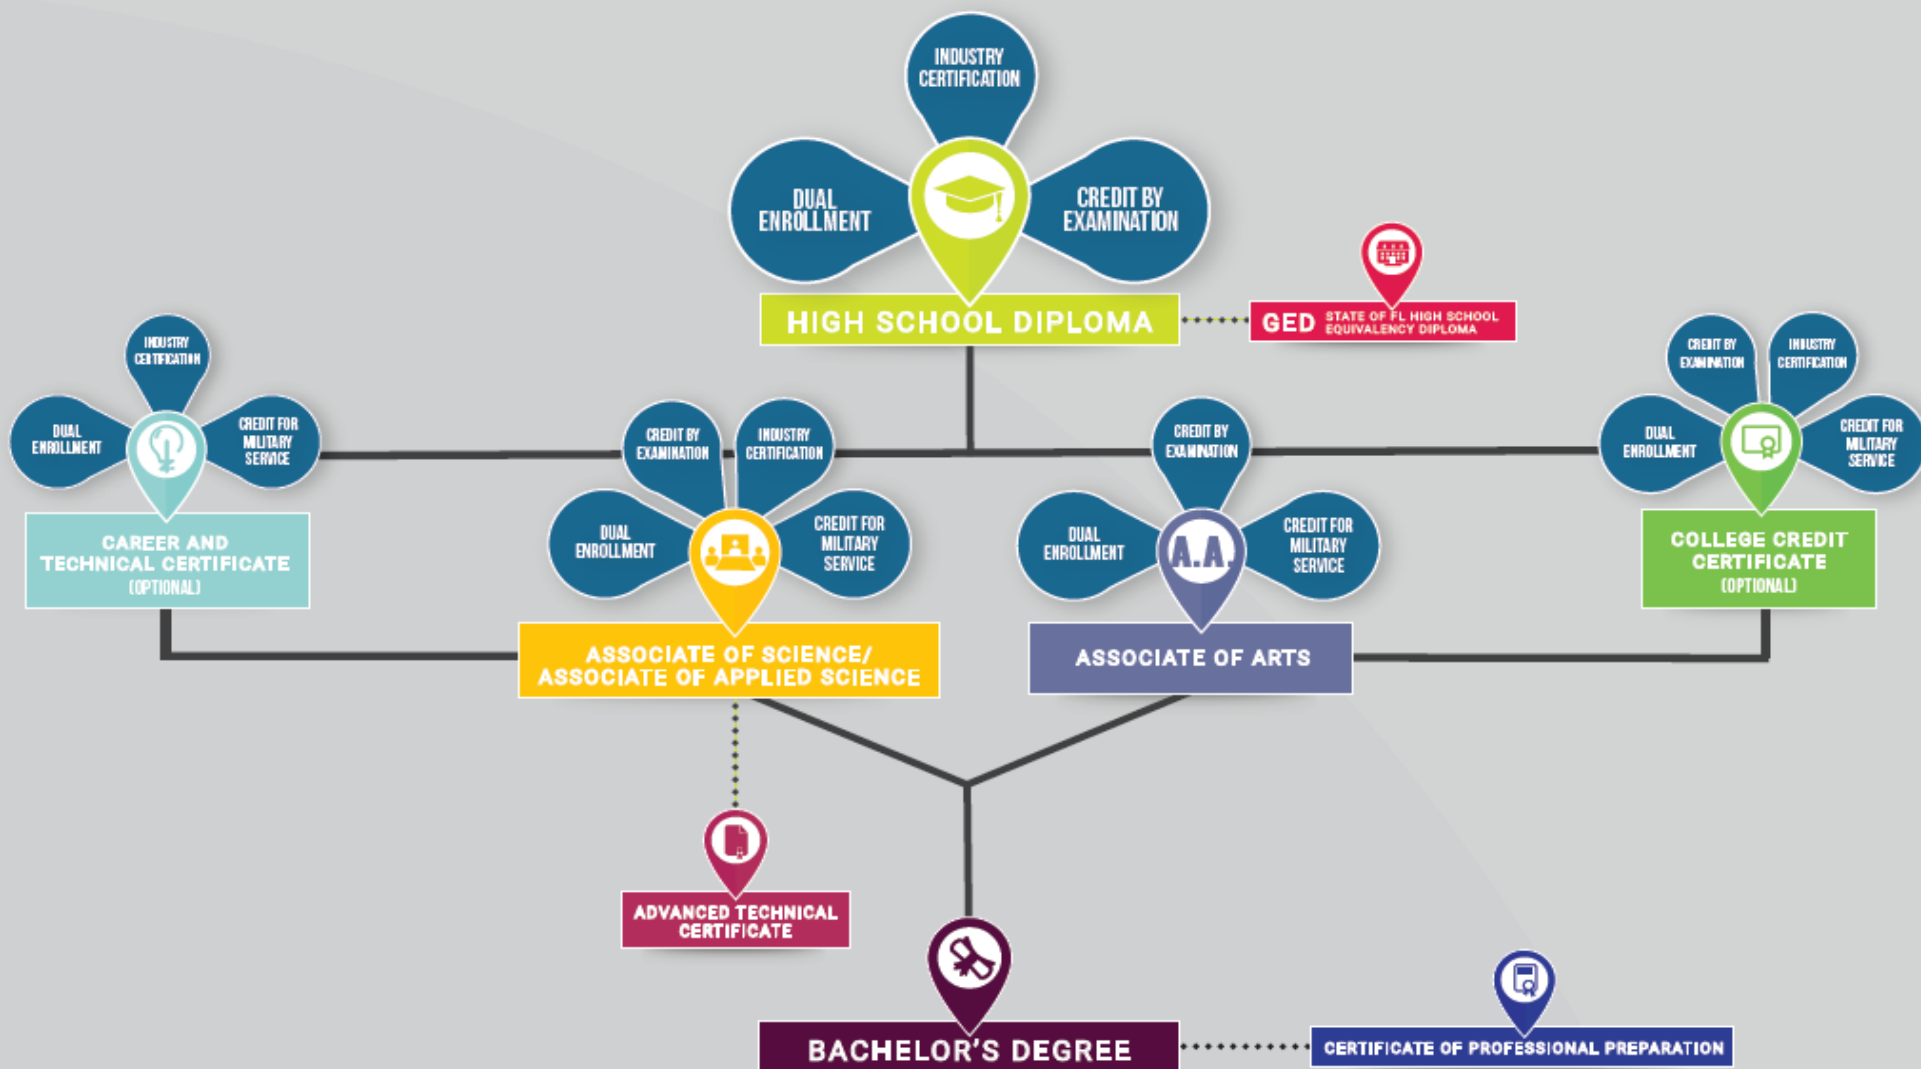 INDUSTRY
CERTIFICATION
DUAL
ENROLLMENT
CREDIT BY
EXAMINATION
HIGH SCHOOL DIPLOMA
GED
STATE OF FL HIGH SCHOOL
EQUIVALENCY DIPLOMA
INDUSTRY
CERTIFICATION
DUAL
ENROLLMENT
CREDIT FOR
MILITARY
SERVICE
CAREER AND
TECHNICAL CERTIFICATE
(OPTIONAL)
CREDIT BY
EXAMINATION
INDUSTRY
CERTIFICATION
DUAL
ENROLLMENT
CREDIT FOR
MILITARY
SERVICE
ASSOCIATE OF SCIENCE/
ASSOCIATE OF APPLIED SCIENCE
CREDIT BY
EXAMINATION
DUAL
ENROLLMENT
A.A.
CREDIT FOR
MILITARY
SERVICE
ASSOCIATE OF ARTS
CREDIT BY
EXAMINATION
INDUSTRY
CERTIFICATION
DUAL
ENROLLMENT
CREDIT FOR
MILITARY
SERVICE
COLLEGE CREDIT
CERTIFICATE
(OPTIONAL)
ADVANCED TECHNICAL
CERTIFICATE
BACHELOR'S DEGREE
CERTIFICATE OF PROFESSIONAL PREPARATION